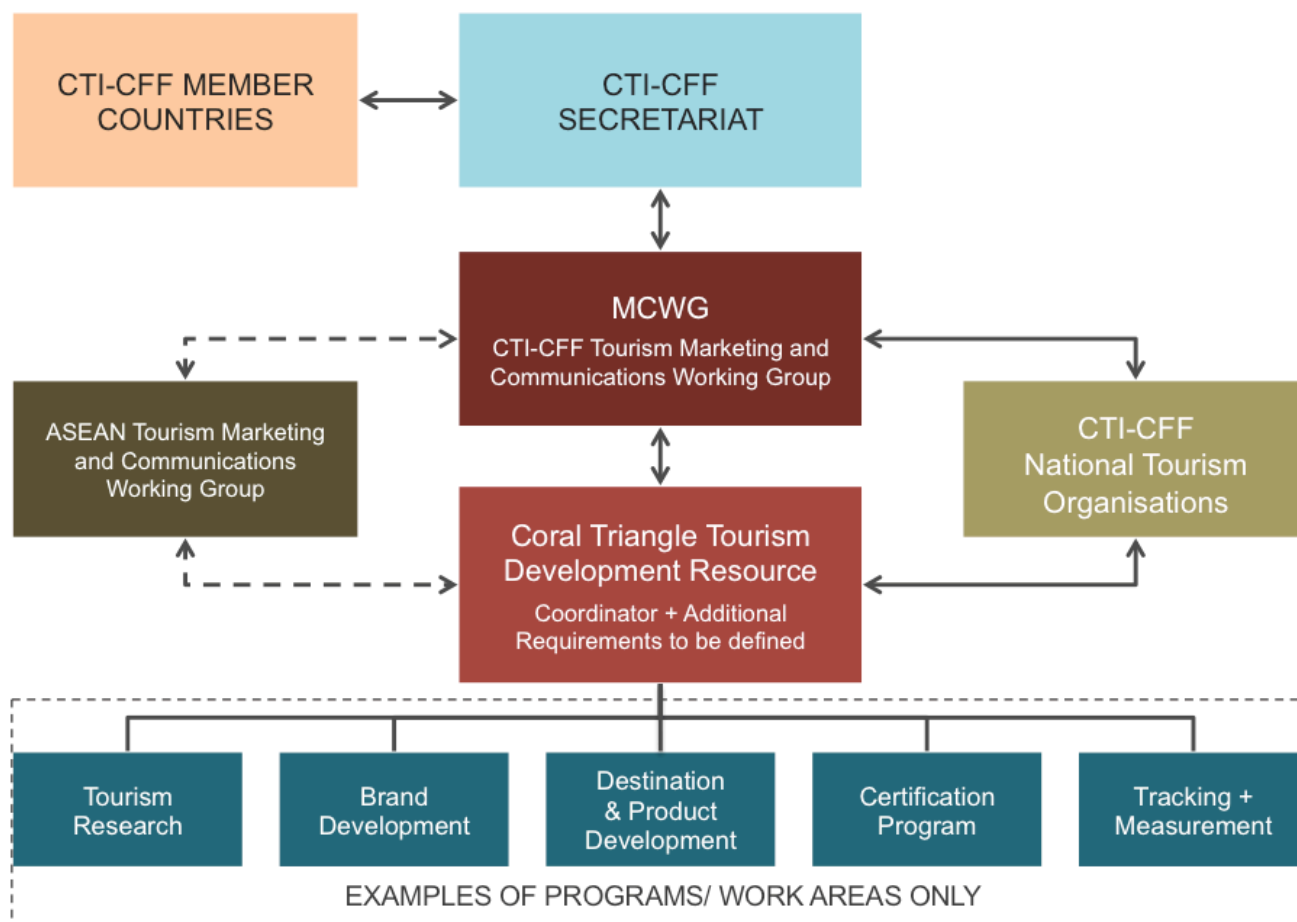 CTI-CFF MEMBER
COUNTRIES
CTI-CFF
SECRETARIAT
MCWG
CTI-CFF Tourism Marketing and
Communications Working Group
ASEAN Tourism Marketing
and Communications
Working Group
CTI-CFF
National Tourism
Organisations
Coral Triangle Tourism
Development Resource
Coordinator + Additional
Requirements to be defined
Tourism
Research
Brand
Development
Destination
& Product
Development
Certification
Program
Tracking +
Measurement
EXAMPLES OF PROGRAMS/ WORK AREAS ONLY